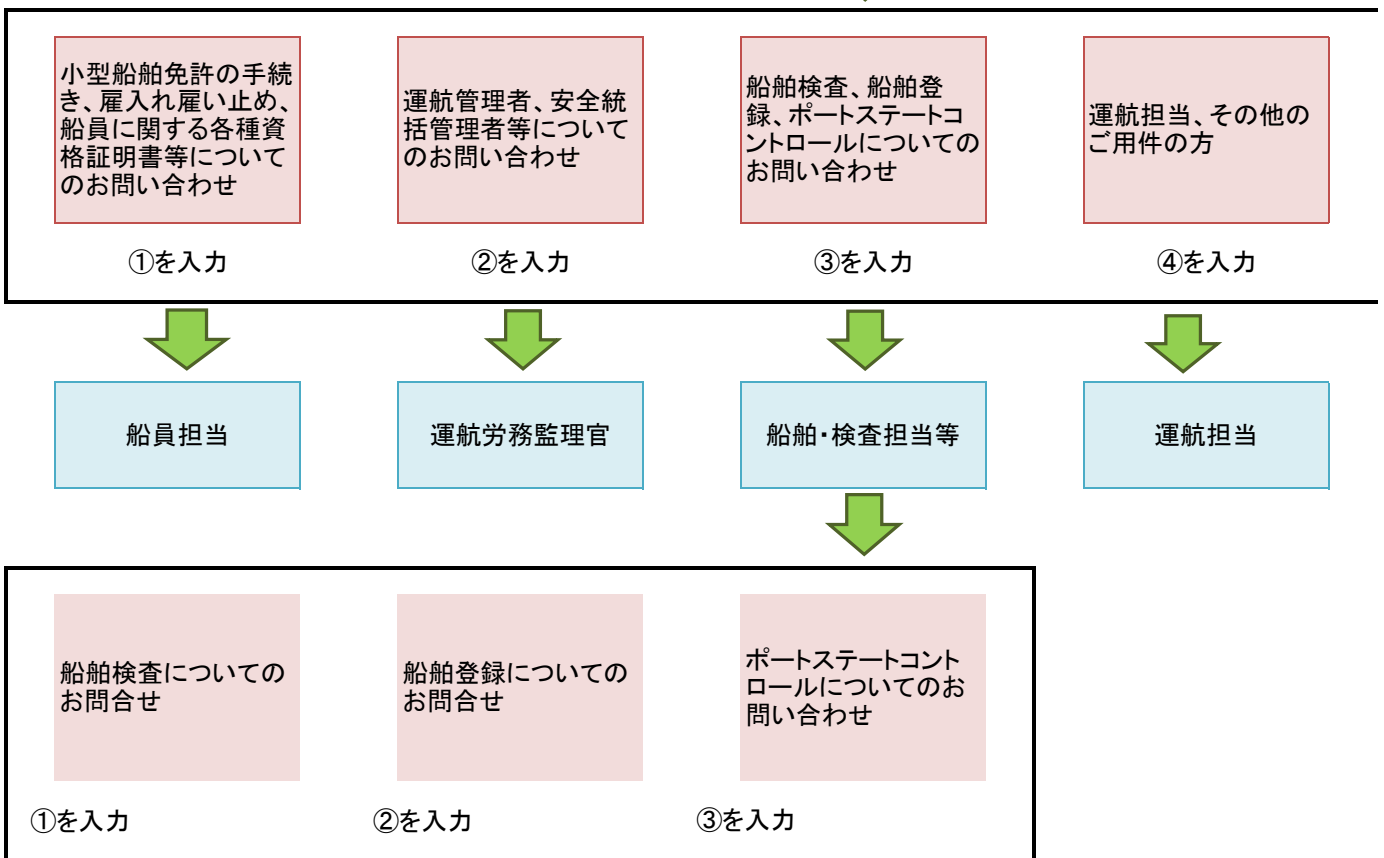 小型船舶免許の手続
き、雇入れ雇い止め、
船員に関する各種資
格証明書等について
のお問い合わせ
運航管理者、安全統
括管理者等について
のお問い合わせ
船舶検査、船舶登
録、ポートステートコ
ントロールについての
お問い合わせ
運航担当、その他の
ご用件の方
①を入力
②を入力
③を入力
④を入力
船員担当
運航労務監理官
船舶・検査担当等
運航担当
船舶検査についての
お問合せ
船舶登録についての
お問合せ
ポートステートコント
ロールについてのお
問い合わせ
①を入力
②を入力
③を入力